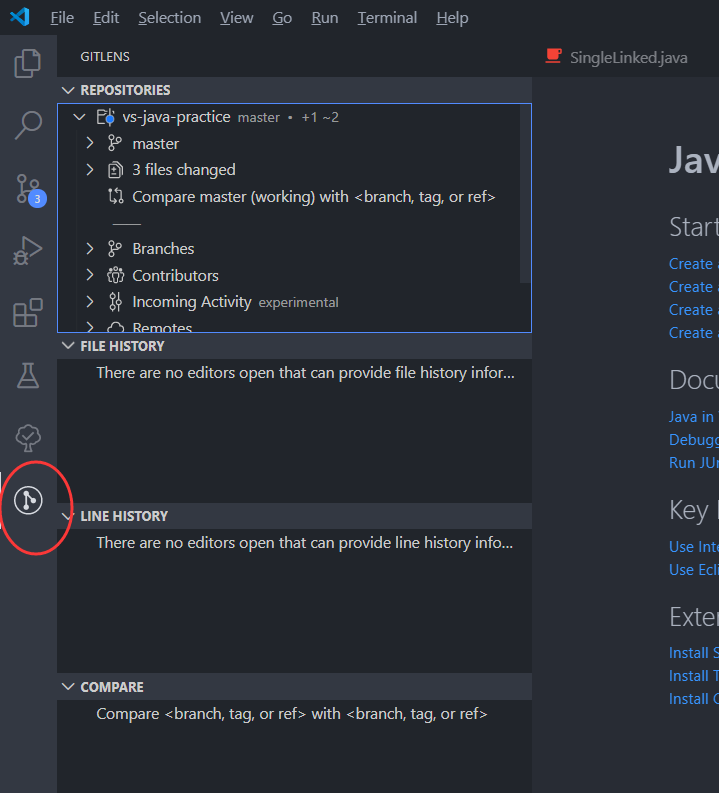 File Edit Selection View Go Run Terminal Help
GITLENS
SingleLinked.java
REPOSITORIES
vs-java-practice master • +1 ~2
master
3 files changed
Compare master (working) with <branch, tag, or ref>
Branches
Contributors
Incoming Activity experimental
Remotes
3
FILE HISTORY
There are no editors open that can provide file history infor...
LINE HISTORY
There are no editors open that can provide line history info...
COMPARE
Compare <branch, tag, or ref> with <branch, tag, or ref>
Jav
Start
Create
Create
Create
Create
Docu
Java in
Debugg
Run JUn
Key
Use Inte
Use Ecli
Exter
Install S
Install T
Install